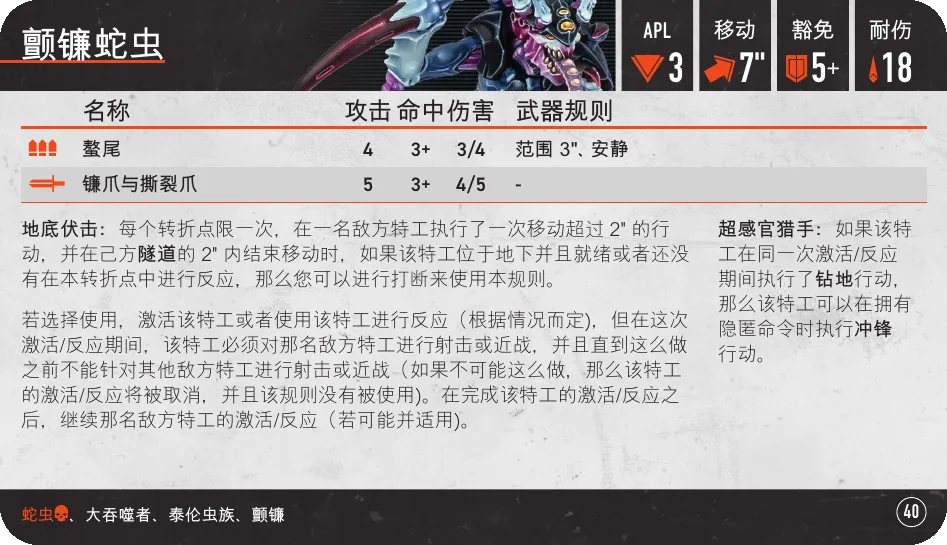 颤镰蛇虫
APL 移动 豁免 耐伤
3 7" 5+ 18
名称 攻击 命中 伤害 武器规则
螯尾 4 3+ 3/4 范围 3"、安静
镰爪与撕裂爪 5 3+ 4/5 -
地底伏击：每个转折点限一次，在一名敌方特工执行了一次移动超过 2" 的行
动，并在己方隧道的 2" 内结束移动时，如果该特工位于地下并且就绪或者还没
有在本转折点中进行反应，那么您可以进行打断来使用本规则。
若选择使用，激活该特工或者使用该特工进行反应（根据情况而定)，但在这次
激活/反应期间，该特工必须对那名敌方特工进行射击或近战，并且直到这么做
之前不能针对其他敌方特工进行射击或近战（如果不可能这么做，那么该特工
的激活/反应将被取消，并且该规则没有被使用)。在完成该特工的激活/反应之
后，继续那名敌方特工的激活/反应（若可能并适用)。
超感官猎手：如果该特
工在同一次激活/反应
期间执行了钻地行动，
那么该特工可以在拥有
隐匿命令时执行冲锋
行动。
蛇虫、大吞噬者、泰伦虫族、颤镰
40